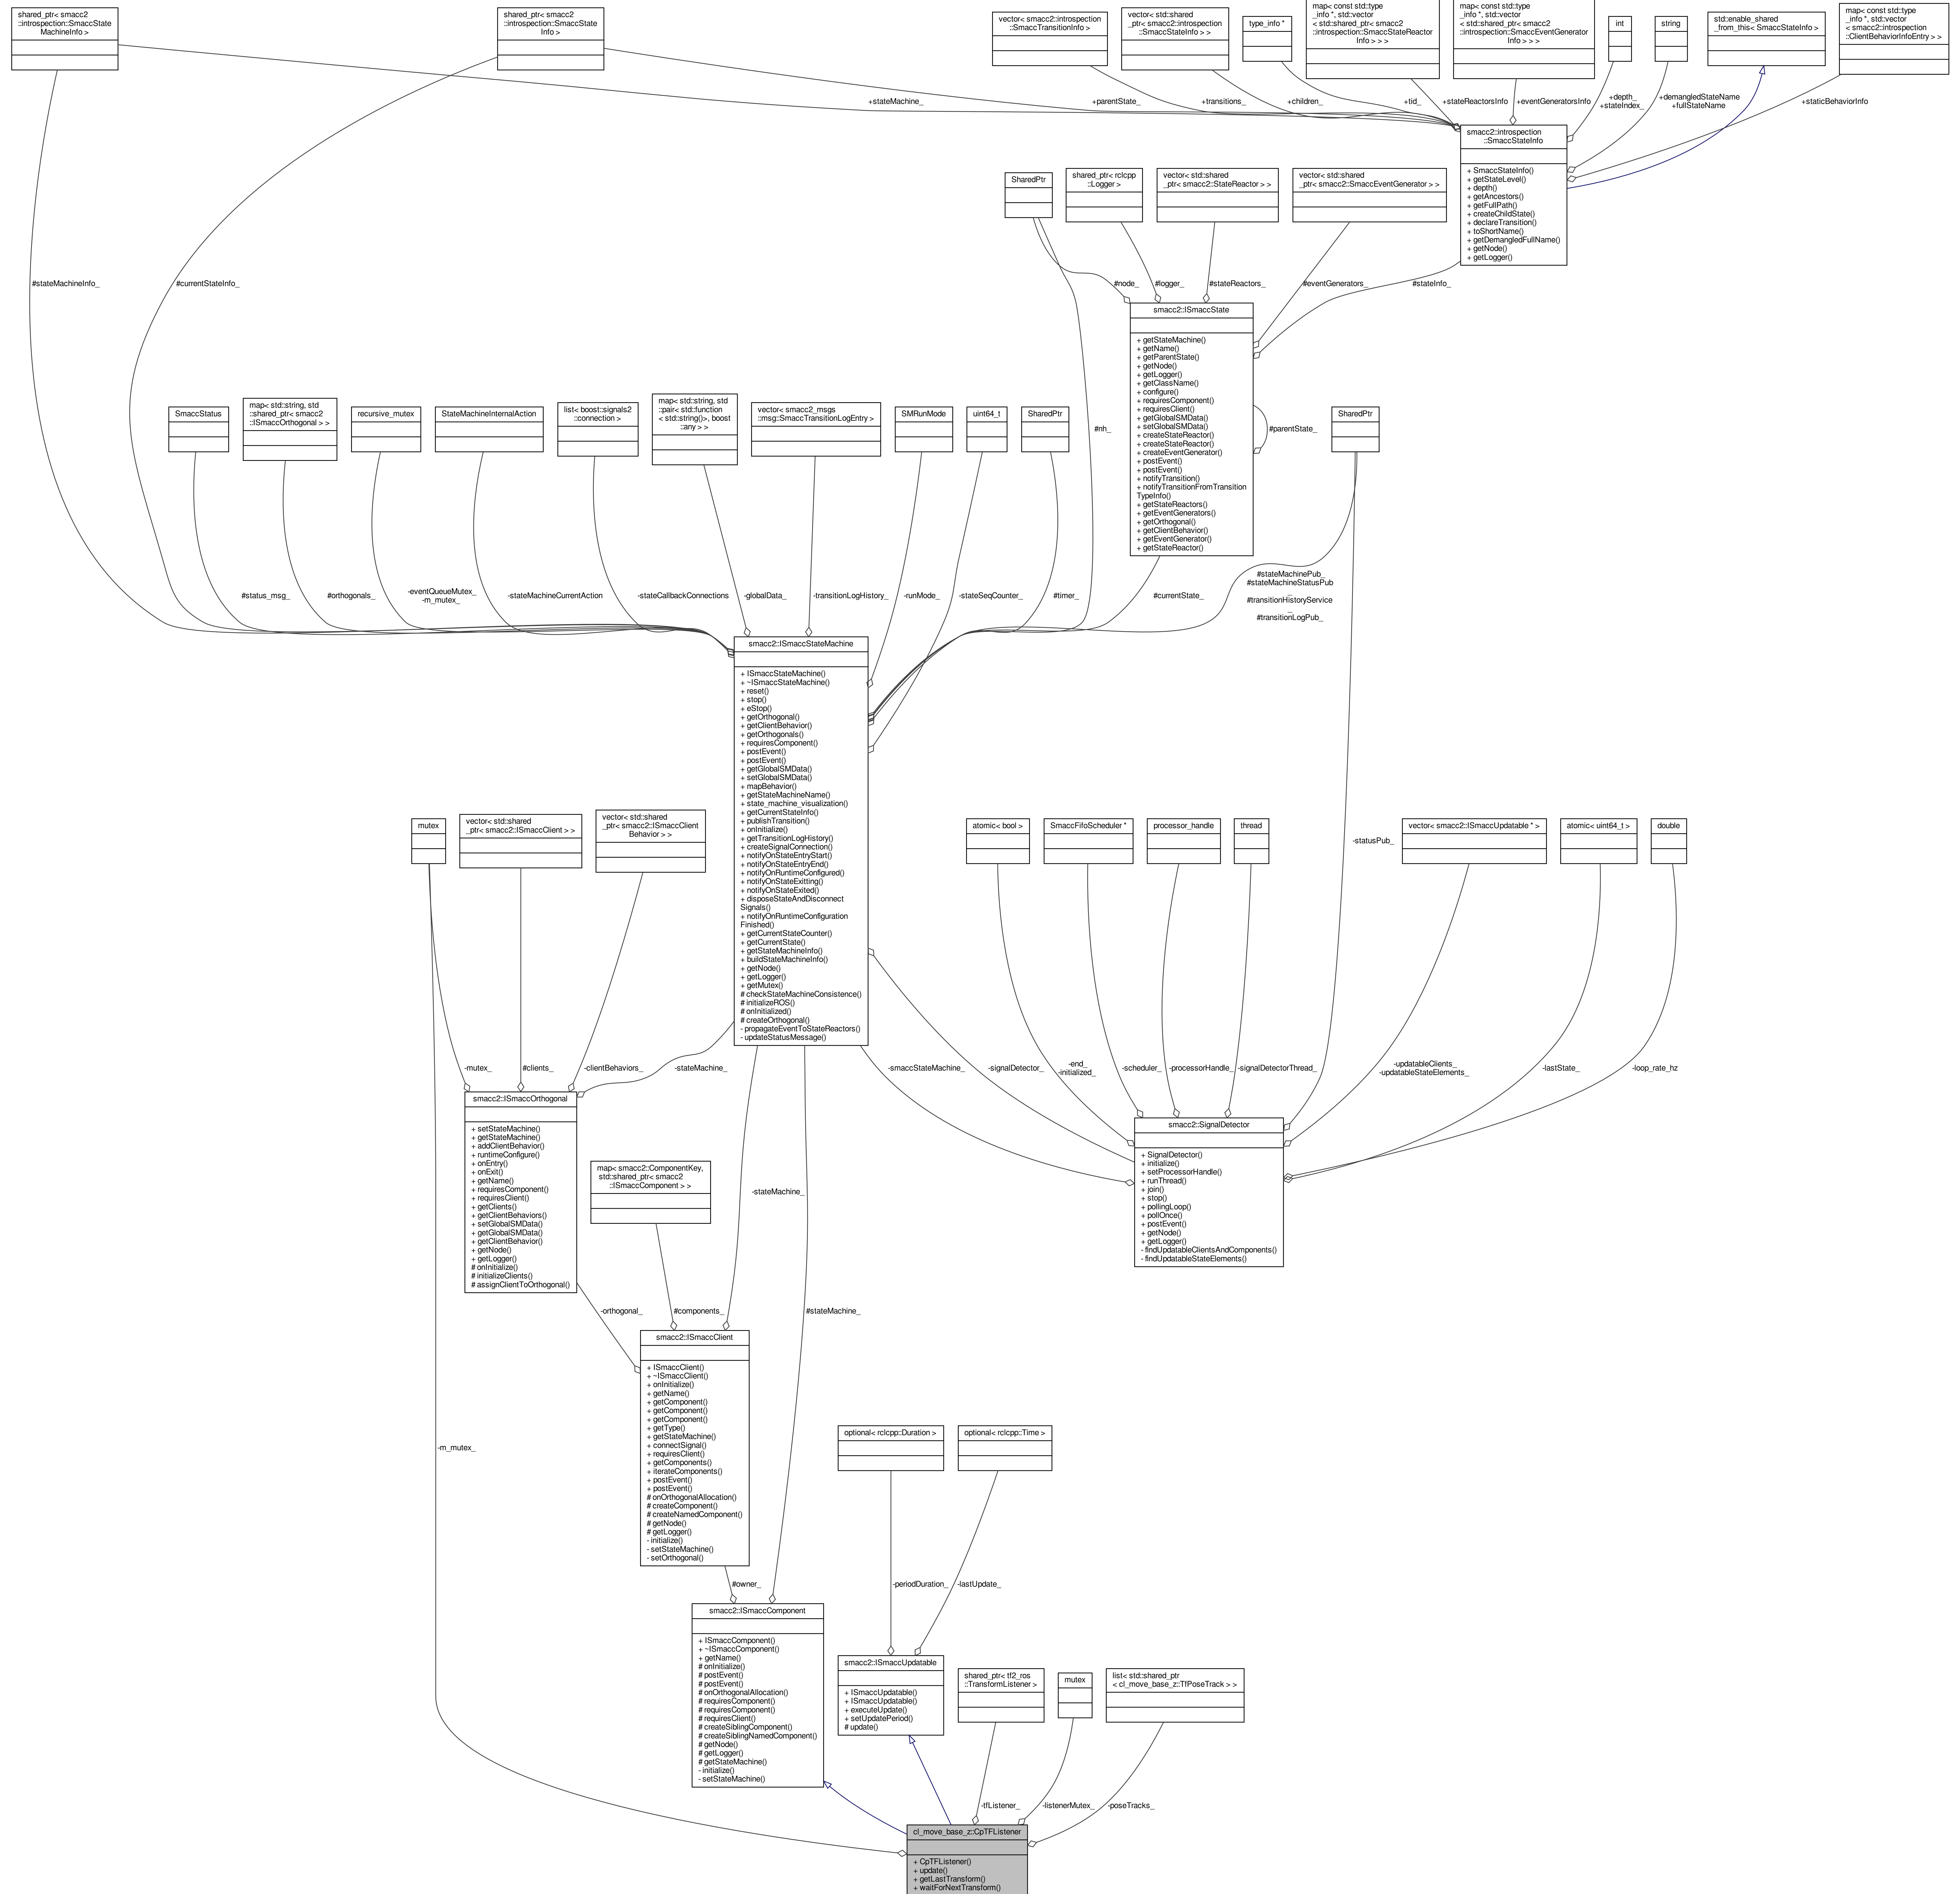 shared_ptr< smacc2
::introspection::SmaccState
MachineInfo >
shared_ptr< smacc2
::introspection::SmaccState
Info >
vector< smacc2::introspection
::SmaccTransitionInfo >
vector< std::shared
_ptr< smacc2::introspection
::SmaccStateInfo > >
type_info *
map< const std::type
_info *, std::vector
< std::shared_ptr< smacc2
::introspection::SmaccStateReactor
Info > > >
map< const std::type
_info *, std::vector
< std::shared_ptr< smacc2
::introspection::SmaccEventGenerator
Info > > >
int
string
std::enable_shared
_from_this< SmaccStateInfo >
map< const std::type
_info *, std::vector
< smacc2::introspection
::ClientBehaviorInfoEntry > >
+stateMachine_
+parentState_
+transitions_
+children_
+tid_
+stateReactorsInfo
+eventGeneratorsInfo
+depth_
+stateIndex_
+demangledStateName
+fullStateName
+staticBehaviorInfo
smacc2::introspection
::SmaccStateInfo
+ SmaccStateInfo()
+ getStateLevel()
+ depth()
+ getAncestors()
+ getFullPath()
+ createChildState()
+ declareTransition()
+ toShortName()
+ getDemangledFullName()
+ getNode()
+ getLogger()
SharedPtr
shared_ptr< rclcpp
::Logger >
vector< std::shared
_ptr< smacc2::StateReactor > >
vector< std::shared
_ptr< smacc2::SmaccEventGenerator > >
#stateMachineInfo_
#currentStateInfo_
#node_
#logger_
#stateReactors_
#eventGenerators_
#stateInfo_
smacc2::ISmaccState
+ getStateMachine()
+ getName()
+ getParentState()
+ getNode()
+ getLogger()
+ getClassName()
+ configure()
+ requiresComponent()
+ requiresClient()
+ getGlobalSMData()
+ setGlobalSMData()
+ createStateReactor()
+ createStateReactor()
+ createEventGenerator()
+ postEvent()
+ postEvent()
+ notifyTransition()
+ notifyTransitionFromTransition
TypeInfo()
+ getStateReactors()
+ getEventGenerators()
+ getOrthogonal()
+ getClientBehavior()
+ getEventGenerator()
+ getStateReactor()
#parentState_
SmaccStatus
map< std::string, std
::shared_ptr< smacc2
::ISmaccOrthogonal > >
recursive_mutex
StateMachineInternalAction
list< boost::signals2
::connection >
map< std::string, std
::pair< std::function
< std::string()>, boost
::any > >
vector< smacc2_msgs
::msg::SmaccTransitionLogEntry >
SMRunMode
uint64_t
SharedPtr
#nh_
SharedPtr
#status_msg_
#orthogonals_
-eventQueueMutex_
-m_mutex_
-stateMachineCurrentAction
-stateCallbackConnections
-globalData_
-transitionLogHistory_
-runMode_
-stateSeqCounter_
#timer_
#currentState_
#stateMachinePub_
#stateMachineStatusPub
_
#transitionHistoryService
_
#transitionLogPub_
smacc2::ISmaccStateMachine
+ ISmaccStateMachine()
+ ~ISmaccStateMachine()
+ reset()
+ stop()
+ eStop()
+ getOrthogonal()
+ getClientBehavior()
+ getOrthogonals()
+ requiresComponent()
+ postEvent()
+ postEvent()
+ getGlobalSMData()
+ setGlobalSMData()
+ mapBehavior()
+ getStateMachineName()
+ state_machine_visualization()
+ getCurrentStateInfo()
+ publishTransition()
+ onInitialize()
+ getTransitionLogHistory()
+ createSignalConnection()
+ notifyOnStateEntryStart()
+ notifyOnStateEntryEnd()
+ notifyOnRuntimeConfigured()
+ notifyOnStateExitting()
+ notifyOnStateExited()
+ disposeStateAndDisconnect
Signals()
+ notifyOnRuntimeConfiguration
Finished()
+ getCurrentStateCounter()
+ getCurrentState()
+ getStateMachineInfo()
+ buildStateMachineInfo()
+ getNode()
+ getLogger()
+ getMutex()
# checkStateMachineConsistence()
# initializeROS()
# onInitialized()
# createOrthogonal()
- propagateEventToStateReactors()
- updateStatusMessage()
mutex
vector< std::shared
_ptr< smacc2::ISmaccClient > >
vector< std::shared
_ptr< smacc2::ISmaccClient
Behavior > >
atomic< bool >
SmaccFifoScheduler *
processor_handle
thread
-statusPub_
vector< smacc2::ISmaccUpdatable * >
atomic< uint64_t >
double
-mutex_
#clients_
-clientBehaviors_
-stateMachine_
-smaccStateMachine_
-signalDetector_
-end_
-initialized_
-scheduler_
-processorHandle_
-signalDetectorThread_
-updatableClients_
-updatableStateElements_
-lastState_
-loop_rate_hz
smacc2::ISmaccOrthogonal
+ setStateMachine()
+ getStateMachine()
+ addClientBehavior()
+ runtimeConfigure()
+ onEntry()
+ onExit()
+ getName()
+ requiresComponent()
+ requiresClient()
+ getClients()
+ getClientBehaviors()
+ setGlobalSMData()
+ getGlobalSMData()
+ getClientBehavior()
+ getNode()
+ getLogger()
# onInitialize()
# initializeClients()
# assignClientToOrthogonal()
smacc2::SignalDetector
+ SignalDetector()
+ initialize()
+ setProcessorHandle()
+ runThread()
+ join()
+ stop()
+ pollingLoop()
+ pollOnce()
+ postEvent()
+ getNode()
+ getLogger()
- findUpdatableClientsAndComponents()
- findUpdatableStateElements()
map< smacc2::ComponentKey,
std::shared_ptr< smacc2
::ISmaccComponent > >
-stateMachine_
-orthogonal_
#components_
#stateMachine_
smacc2::ISmaccClient
+ ISmaccClient()
+ ~ISmaccClient()
+ onInitialize()
+ getName()
+ getComponent()
+ getComponent()
+ getComponent()
+ getType()
+ getStateMachine()
+ connectSignal()
+ requiresClient()
+ getComponents()
+ iterateComponents()
+ postEvent()
+ postEvent()
# onOrthogonalAllocation()
# createComponent()
# createNamedComponent()
# getNode()
# getLogger()
- initialize()
- setStateMachine()
- setOrthogonal()
-m_mutex_
optional< rclcpp::Duration >
optional< rclcpp::Time >
#owner_
-periodDuration_
-lastUpdate_
smacc2::ISmaccComponent
+ ISmaccComponent()
+ ~ISmaccComponent()
+ getName()
# onInitialize()
# postEvent()
# postEvent()
# onOrthogonalAllocation()
# requiresComponent()
# requiresComponent()
# requiresClient()
# createSiblingComponent()
# createSiblingNamedComponent()
# getNode()
# getLogger()
# getStateMachine()
- initialize()
- setStateMachine()
smacc2::ISmaccUpdatable
+ ISmaccUpdatable()
+ ISmaccUpdatable()
+ executeUpdate()
+ setUpdatePeriod()
# update()
shared_ptr< tf2_ros
::TransformListener >
mutex
list< std::shared_ptr
< cl_move_base_z::TfPoseTrack > >
-tfListener_
-listenerMutex_
-poseTracks_
cl_move_base_z::CpTFListener
+ CpTFListener()
+ update()
+ getLastTransform()
+ waitForNextTransform()